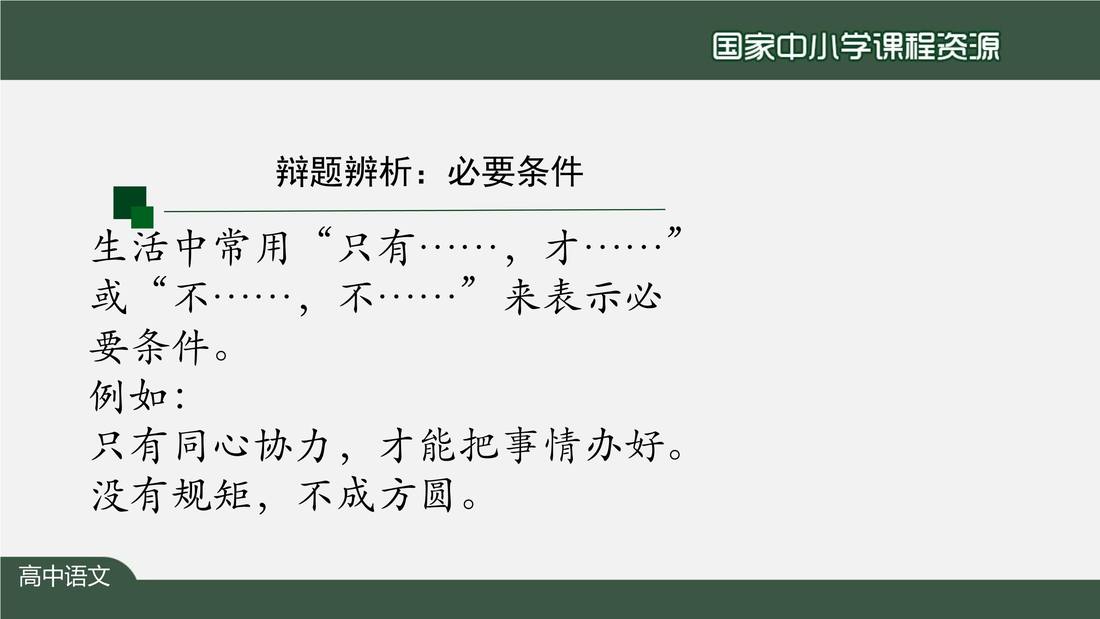 国家中小学课程资源
辩题辨析：必要条件
生活中常用“只有……，才……”
或“不……，不……”来表示必
要条件。
例如：
只有同心协力，才能把事情办好。
没有规矩，不成方圆。
高中语文